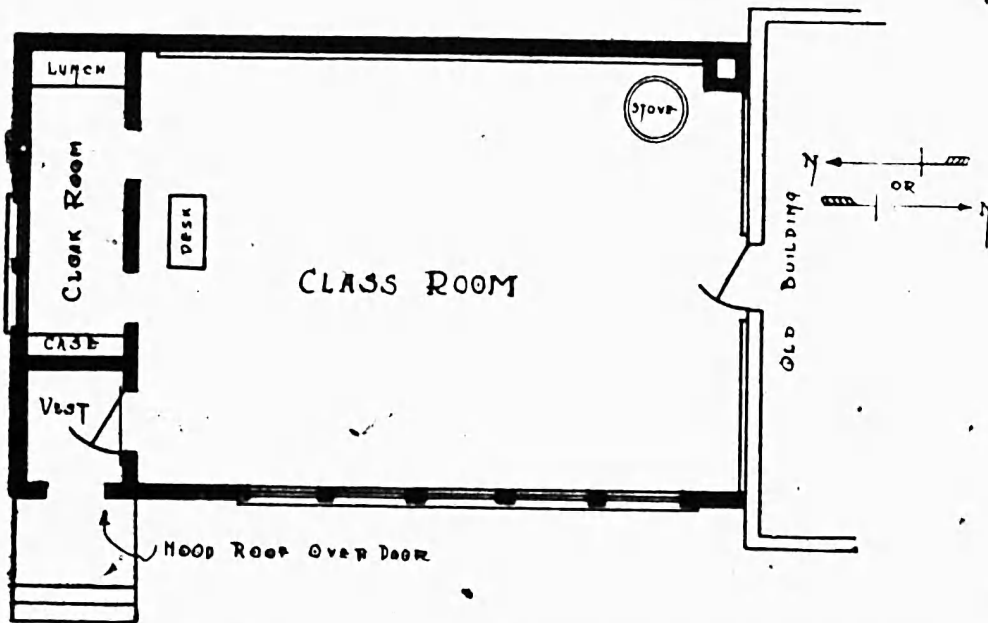 LUNCH
CLOAK ROOM
CASE
VEST
DESK
CLASS ROOM
STOVE
OLD BUILDING
N
OR
N
HOOD ROOF OVER DOOR